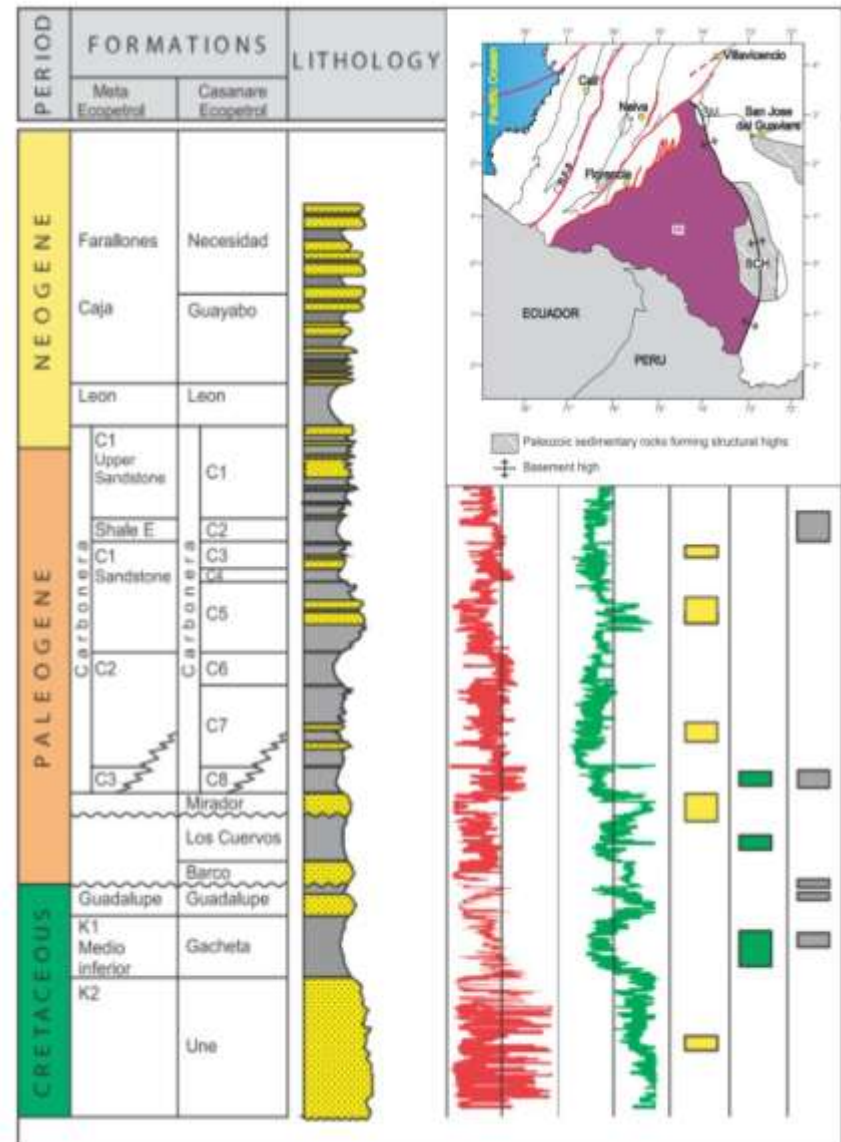 PERIOD
FORMATIONS
LITHOLOGY
Meta
Ecopetrol
Casanare
Ecopetrol
NEOGENE
PALEOGENE
CRETACEOUS
Farallones
Necesidad
Caja
Guayabo
Leon
Leon
Carbonera
Carbonera
C1
Upper
Sandstone
C1
Shale E
C2
C1
Sandstone
C3
C4
C5
C2
C6
C7
C3
C8
Mirador
Los Cuervos
Barco
Guadalupe
Guadalupe
K1
Medio
inferior
Gacheta
K2
Une
Pacific Ocean
Cali
Neiva
Villavicencio
San Jose
del Guaviare
Florencia
SCH
ECUADOR
PERU
Paleozoic sedimentary rocks forming structural highs
Basement high